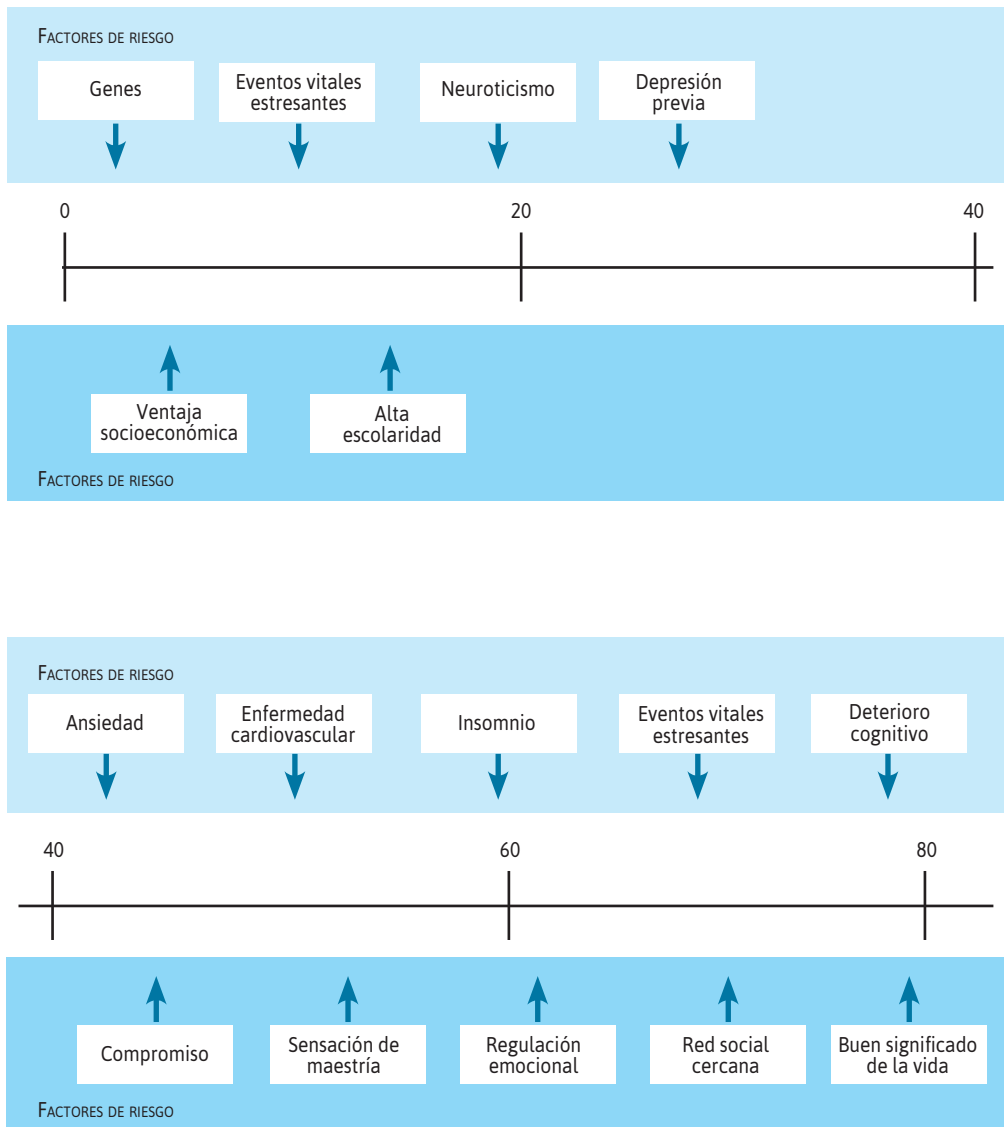 FACTORES DE RIESGO
Genes
Eventos vitales
estresantes
Neuroticismo
Depresión
previa
0
20
40
Ventaja
socioeconómica
Alta
escolaridad
FACTORES DE RIESGO
FACTORES DE RIESGO
Ansiedad
Enfermedad
cardiovascular
Insomnio
Eventos vitales
estresantes
Deterioro
cognitivo
40
60
80
Compromiso
Sensación de
maestría
Regulación
emocional
Red social
cercana
Buen significado
de la vida
FACTORES DE RIESGO